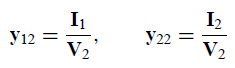 y₁₂ = I₁/V₂, y₂₂ = I₂/V₂